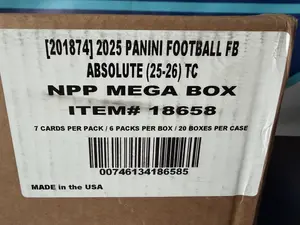 [201874] 2025 PANINI FOOTBALL FB
ABSOLUTE (25-26) TC
NPP MEGA BOX
ITEM# 18658
7 CARDS PER PACK / 6 PACKS PER BOX / 20 BOXES PER CASE
00746134186585
MADE in the USA